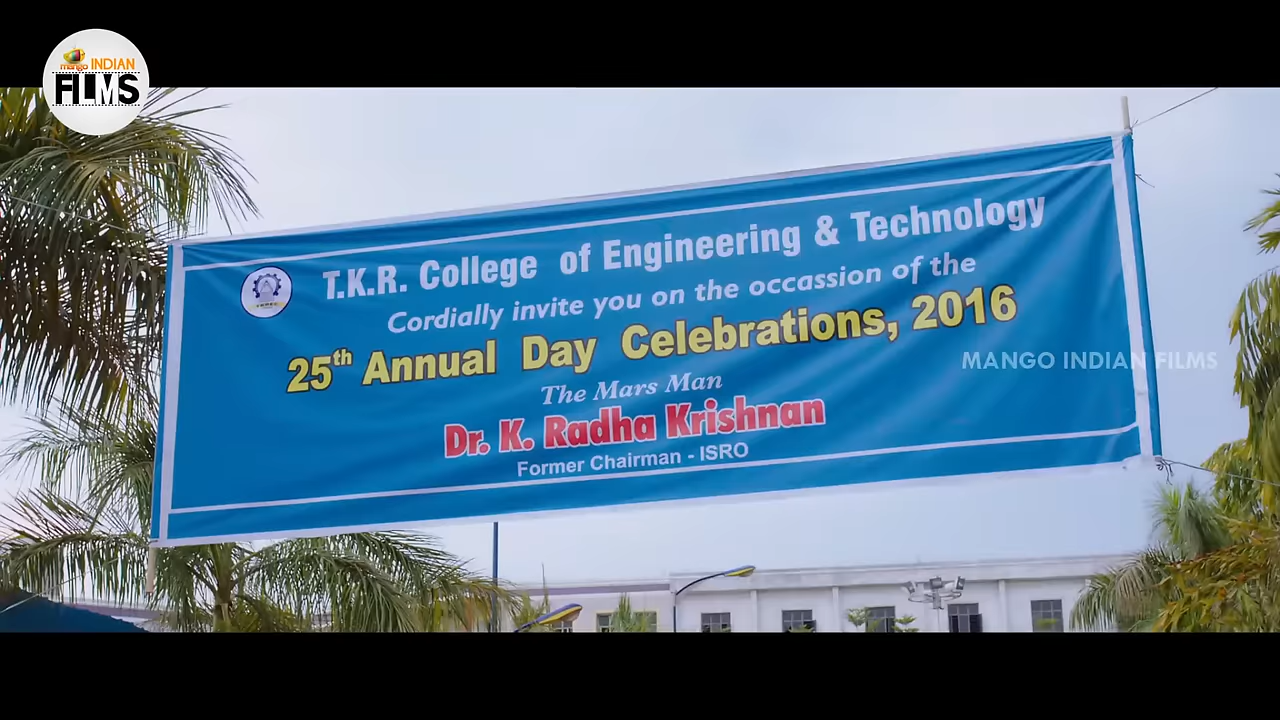 mango INDIAN
FILMS
T.K.R. College of Engineering & Technology
Cordially invite you on the occassion of the
25th Annual Day Celebrations, 2016
MANGO INDIAN FILMS
The Mars Man
Dr. K. Radha Krishnan
Former Chairman - ISRO